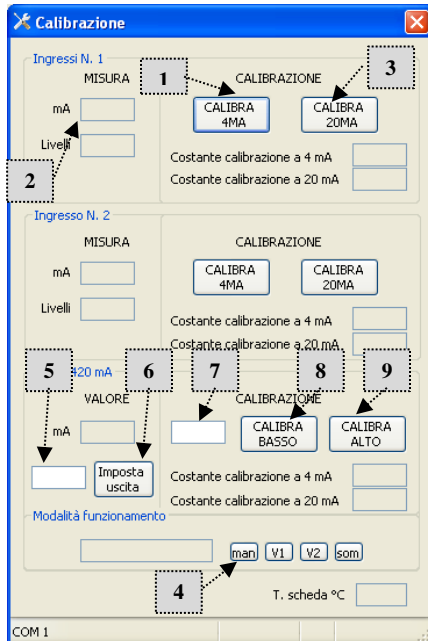 Calibrazione
Ingressi N. 1
MISURA
CALIBRAZIONE
1
3
mA
CALIBRA 4MA
CALIBRA 20MA
Livelli
2
Costante calibrazione a 4 mA
Costante calibrazione a 20 mA
Ingresso N. 2
MISURA
CALIBRAZIONE
mA
CALIBRA 4MA
CALIBRA 20MA
Livelli
Costante calibrazione a 4 mA
Costante calibrazione a 20 mA
5
6
7
8
9
420 mA
VALORE
CALIBRAZIONE
mA
CALIBRA BASSO
CALIBRA ALTO
Imposta uscita
Costante calibrazione a 4 mA
Costante calibrazione a 20 mA
Modalità funzionamento
man
V1
V2
som
4
T. scheda °C
COM 1